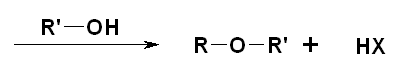 R'—OH
R—O—R' + HX